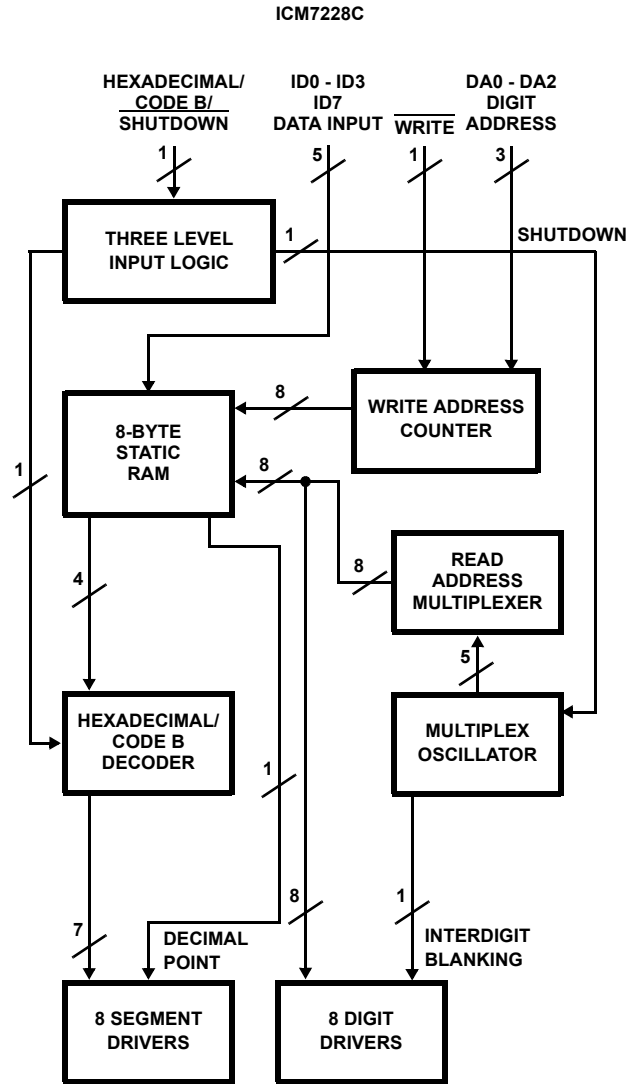 ICM7228C
HEXADECIMAL/
CODE B/
SHUTDOWN
ID0 - ID3
ID7
DATA INPUT
WRITE
DA0 - DA2
DIGIT
ADDRESS
1
5
1
3
THREE LEVEL
INPUT LOGIC
1
SHUTDOWN
8-BYTE
STATIC
RAM
8
WRITE ADDRESS
COUNTER
1
8
4
8
READ
ADDRESS
MULTIPLEXER
5
HEXADECIMAL/
CODE B
DECODER
1
MULTIPLEX
OSCILLATOR
7
DECIMAL
POINT
8
1
INTERDIGIT
BLANKING
8 SEGMENT
DRIVERS
8 DIGIT
DRIVERS